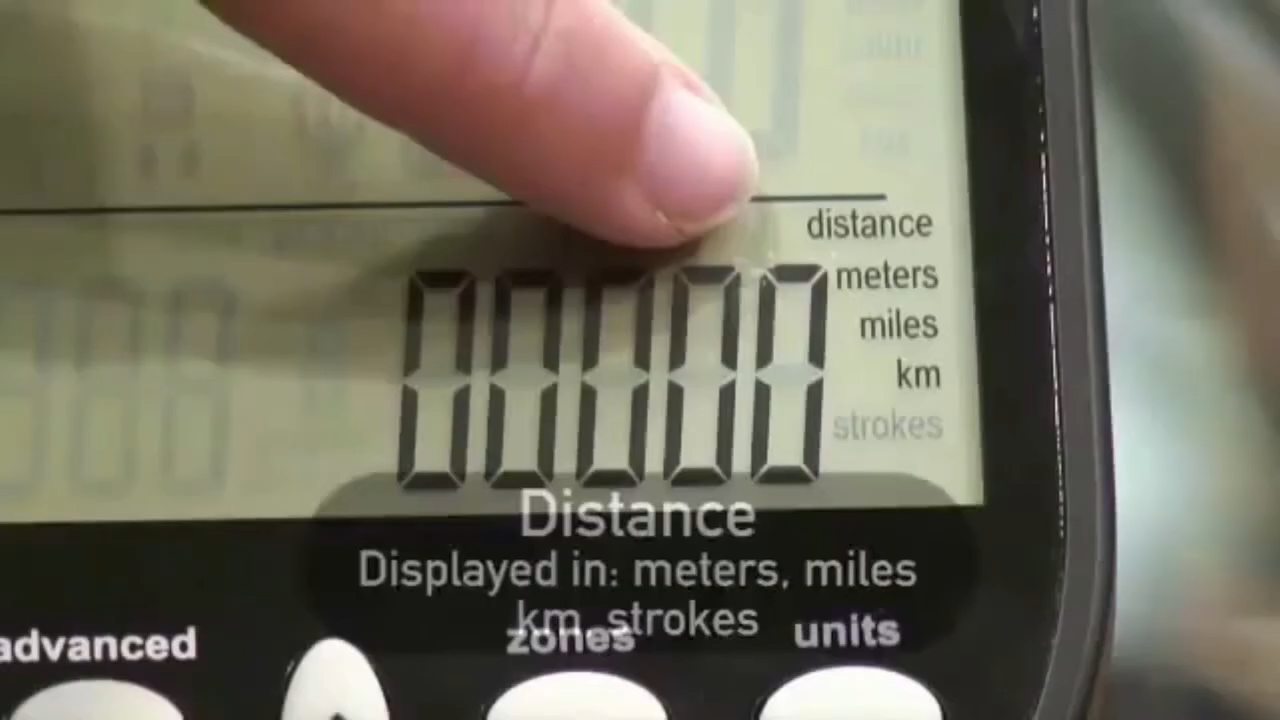 distance
00000 meters
miles
km
strokes
Distance
Displayed in: meters, miles
km, strokes
advanced
zones
units